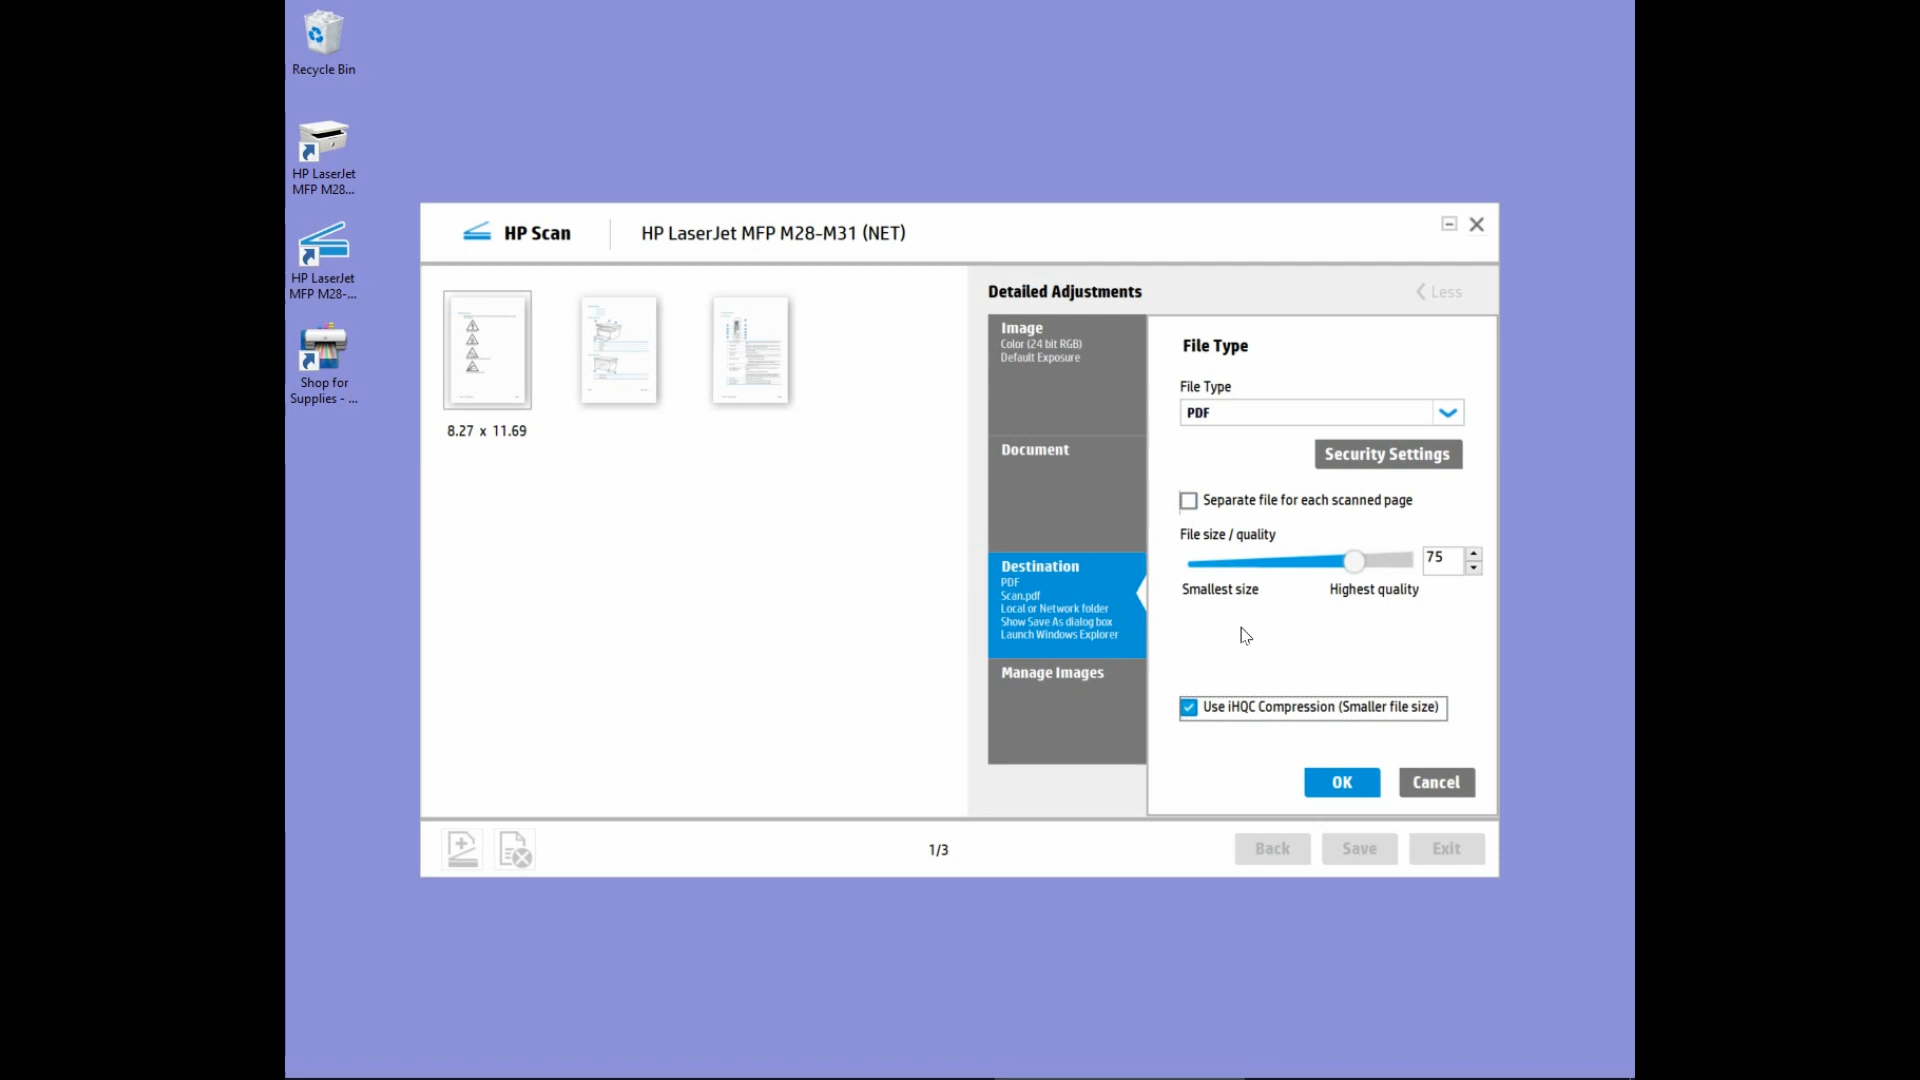 Recycle Bin
HP LaserJet
MFP M28...
HP LaserJet
MFP M28-...
Shop for
Supplies - ...
HP Scan
HP LaserJet MFP M28-M31 (NET)
8.27 x 11.69
Detailed Adjustments
Less
Image
Color (24 bit RGB)
Default Exposure
Document
Destination
PDF
Scan.pdf
Local or Network folder
Show Save As dialog box
Launch Windows Explorer
Manage Images
File Type
File Type
PDF
Security Settings
Separate file for each scanned page
File size / quality
75
Smallest size
Highest quality
Use iHQC Compression (Smaller file size)
OK
Cancel
1/3
Back
Save
Exit